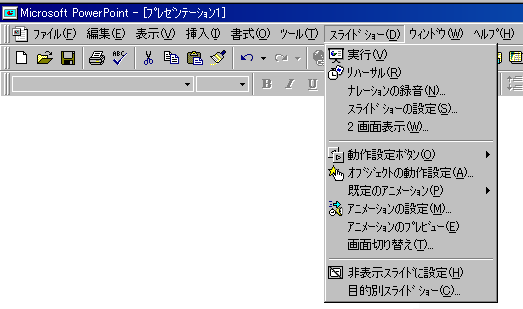 Microsoft PowerPoint - [ﾌﾟﾚｾﾞﾝﾃｰｼｮﾝ1]
ﾌｧｲﾙ(F) 編集(E) 表示(V) 挿入(I) 書式(O) ﾂｰﾙ(T) ｽﾗｲﾄﾞ ｼｮｰ(D) ｳｨﾝﾄﾞｳ(W) ﾍﾙﾌﾟ(H)
B I U
実行(V)
ﾘﾊｰｻﾙ(R)
ﾅﾚｰｼｮﾝの録音(N)...
ｽﾗｲﾄﾞ ｼｮｰの設定(S)...
2 画面表示(W)...
動作設定ﾎﾞﾀﾝ(O)
ｵﾌﾞｼﾞｪｸﾄの動作設定(A)...
既定のｱﾆﾒｰｼｮﾝ(P)
ｱﾆﾒｰｼｮﾝの設定(M)...
ｱﾆﾒｰｼｮﾝのﾌﾟﾚﾋﾞｭｰ(E)
画面切り替え(T)...
非表示ｽﾗｲﾄﾞに設定(H)
目的別ｽﾗｲﾄﾞ ｼｮｰ(C)...